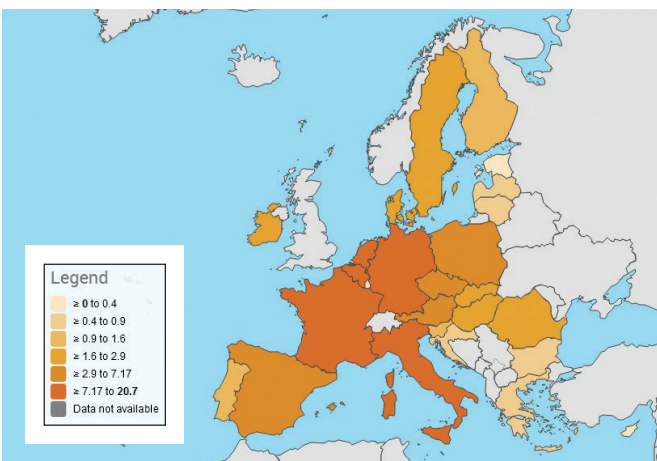 Legend
≥ 0 to 0.4
≥ 0.4 to 0.9
≥ 0.9 to 1.6
≥ 1.6 to 2.9
≥ 2.9 to 7.17
≥ 7.17 to 20.7
Data not available